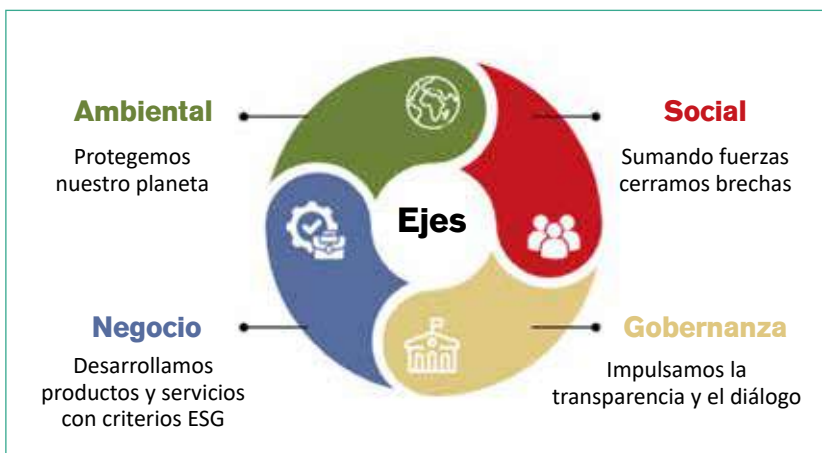 Ambiental
Protegemos
nuestro planeta
Social
Sumando fuerzas
cerramos brechas
Ejes
Negocio
Desarrollamos
productos y servicios
con criterios ESG
Gobernanza
Impulsamos la
transparencia y el diálogo